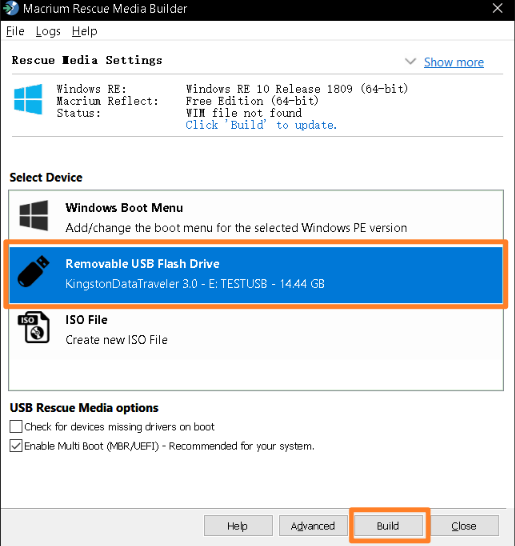 Macrium Rescue Media Builder
File Logs Help
Rescue Media Settings
Show more
Windows RE: Windows RE 10 Release 1809 (64-bit)
Macrium Reflect: Free Edition (64-bit)
Status: WIM file not found
Click 'Build' to update.
Select Device
Windows Boot Menu
Add/change the boot menu for the selected Windows PE version
Removable USB Flash Drive
KingstonDataTraveler 3.0 - E: TESTUSB - 14.44 GB
ISO File
Create new ISO File
USB Rescue Media options
Check for devices missing drivers on boot
Enable Multi Boot (MBR/UEFI) - Recommended for your system.
Help Advanced Build Close